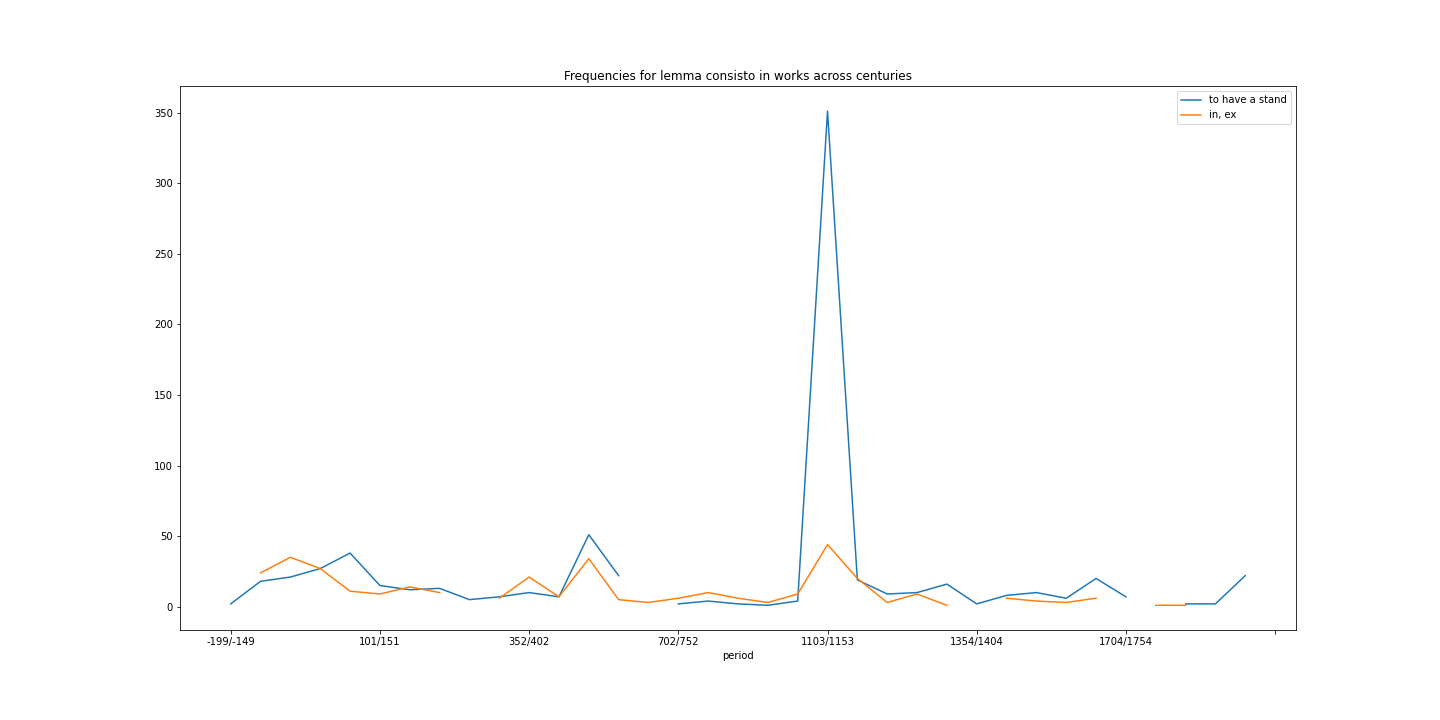 Frequencies for lemma consisto in works across centuries
to have a stand
in, ex
350
300
250
200
150
100
50
0
-199/-149 101/151 352/402 702/752 1103/1153 1354/1404 1704/1754
period